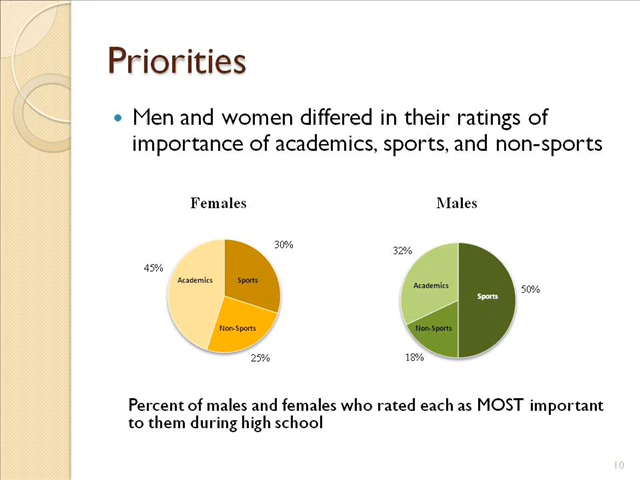 Priorities
• Men and women differed in their ratings of
importance of academics, sports, and non-sports
Females
Males
30%
45%
Academics
Sports
Non-Sports
25%
32%
Academics
Sports
50%
Non-Sports
18%
Percent of males and females who rated each as MOST important
to them during high school
10